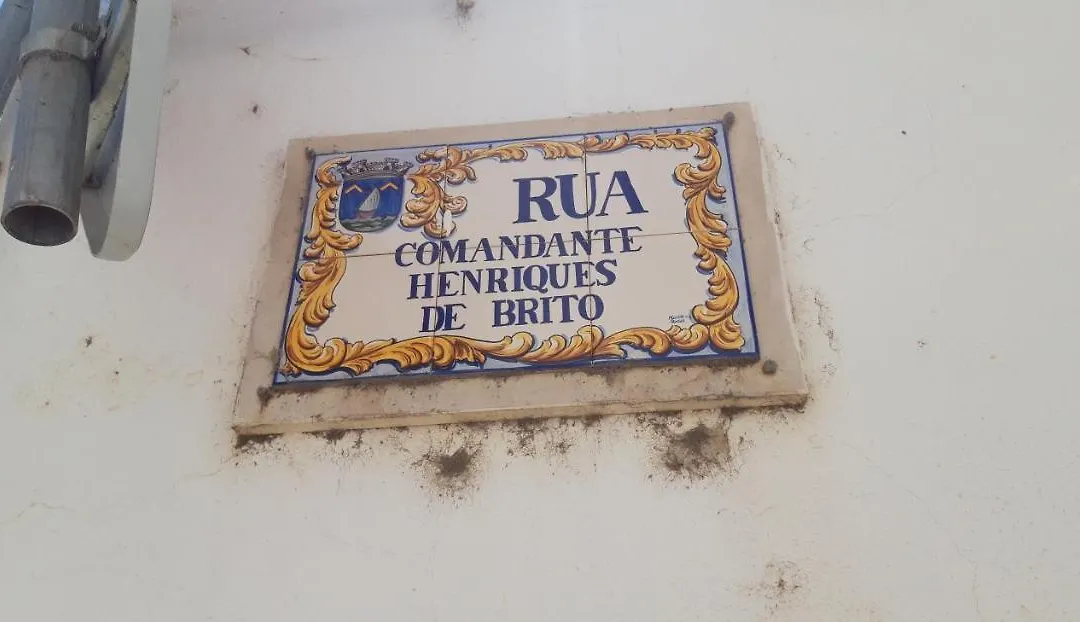 RUA
COMANDANTE
HENRIQUES
DE BRITO